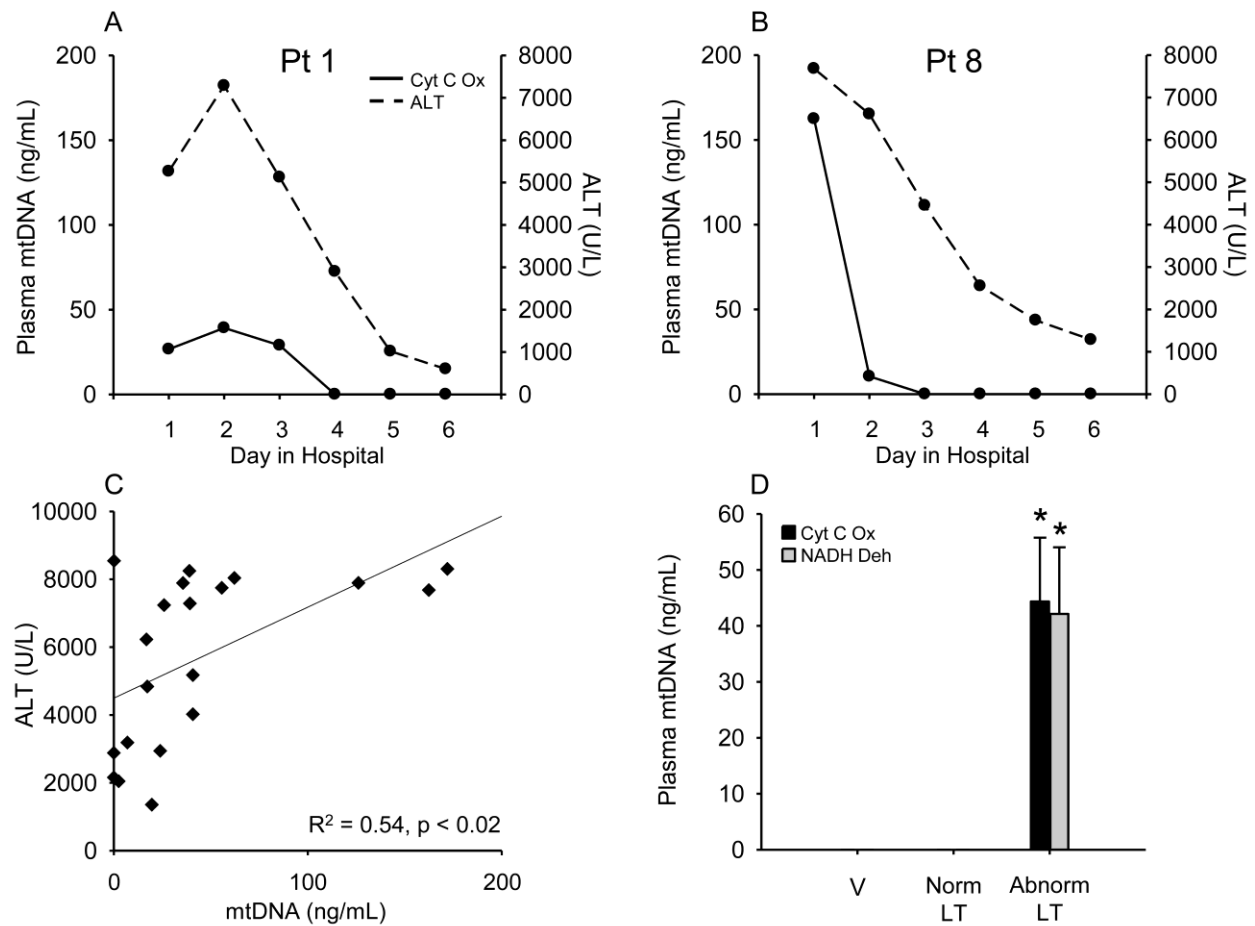 A
Pt 1
Cyt C Ox
ALT
Plasma mtDNA (ng/mL)
200
150
100
50
0
8000
7000
6000
5000
4000
3000
2000
1000
0
ALT (U/L)
1 2 3 4 5 6
Day in Hospital
B
Pt 8
Plasma mtDNA (ng/mL)
200
150
100
50
0
8000
7000
6000
5000
4000
3000
2000
1000
0
ALT (U/L)
1 2 3 4 5 6
Day in Hospital
C
ALT (U/L)
10000
8000
6000
4000
2000
0
R² = 0.54, p < 0.02
0 100 200
mtDNA (ng/mL)
D
Cyt C Ox
NADH Deh
* *
Plasma mtDNA (ng/mL)
60
50
40
30
20
10
0
V Norm Abnorm
LT LT